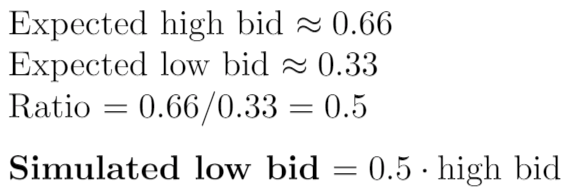 Expected high bid ≈ 0.66
Expected low bid ≈ 0.33
Ratio = 0.66/0.33 = 0.5
Simulated low bid = 0.5 · high bid